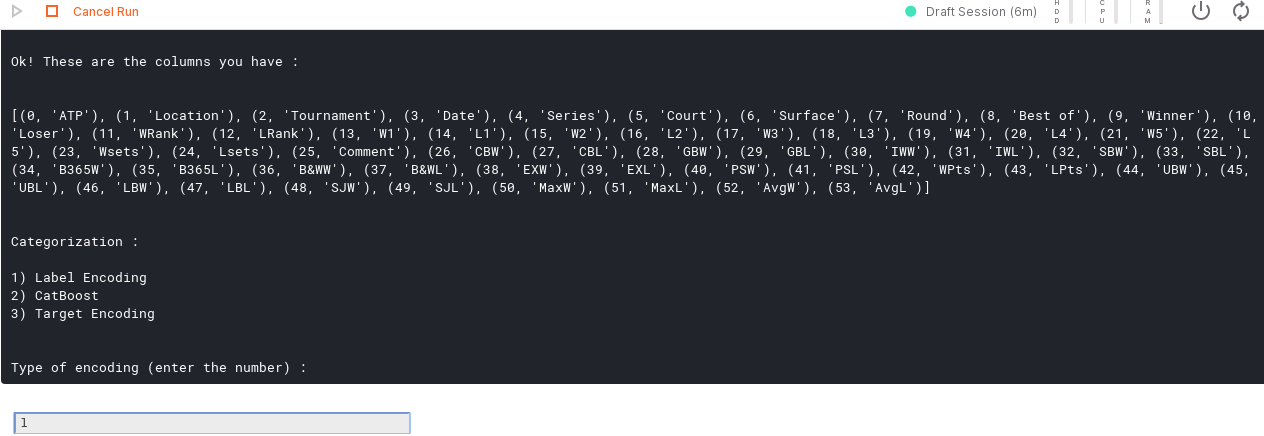 Cancel Run
Draft Session (6m)
HDD
CPU
RAM
Ok! These are the columns you have :
[(0, 'ATP'), (1, 'Location'), (2, 'Tournament'), (3, 'Date'), (4, 'Series'), (5, 'Court'), (6, 'Surface'), (7, 'Round'), (8, 'Best of'), (9, 'Winner'), (10,
'Loser'), (11, 'WRank'), (12, 'LRank'), (13, 'W1'), (14, 'L1'), (15, 'W2'), (16, 'L2'), (17, 'W3'), (18, 'L3'), (19, 'W4'), (20, 'L4'), (21, 'W5'), (22, 'L
5'), (23, 'Wsets'), (24, 'Lsets'), (25, 'Comment'), (26, 'CBW'), (27, 'CBL'), (28, 'GBW'), (29, 'GBL'), (30, 'IWW'), (31, 'IWL'), (32, 'SBW'), (33, 'SBL'),
(34, 'B365W'), (35, 'B365L'), (36, 'B&WW'), (37, 'B&WL'), (38, 'EXW'), (39, 'EXL'), (40, 'PSW'), (41, 'PSL'), (42, 'WPts'), (43, 'LPts'), (44, 'UBW'), (45,
'UBL'), (46, 'LBW'), (47, 'LBL'), (48, 'SJW'), (49, 'SJL'), (50, 'MaxW'), (51, 'MaxL'), (52, 'AvgW'), (53, 'AvgL')]
Categorization :
1) Label Encoding
2) CatBoost
3) Target Encoding
Type of encoding (enter the number) :
1